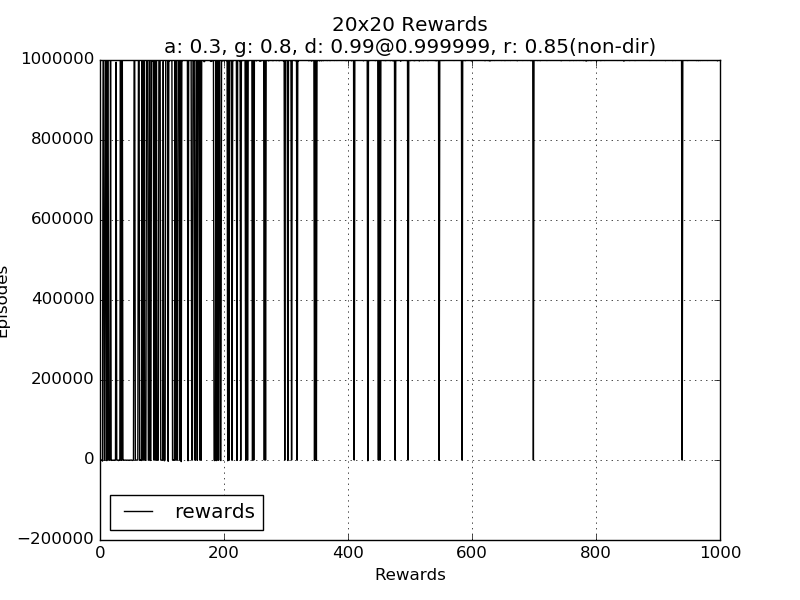 20x20 Rewards
a: 0.3, g: 0.8, d: 0.99@0.999999, r: 0.85(non-dir)
1000000
800000
600000
400000
200000
0
−200000
Episodes
rewards
0 200 400 600 800 1000
Rewards